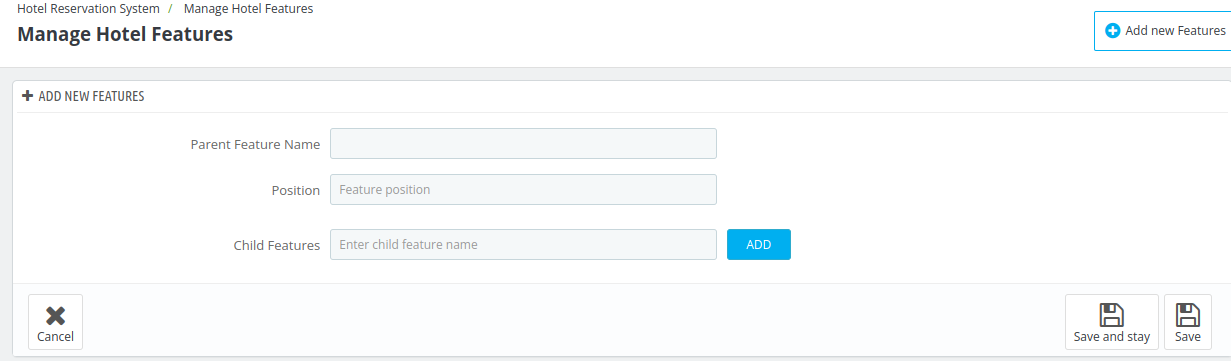 Hotel Reservation System / Manage Hotel Features
Manage Hotel Features
Add new Features
ADD NEW FEATURES
Parent Feature Name
Position Feature position
Child Features Enter child feature name ADD
Cancel Save and stay Save